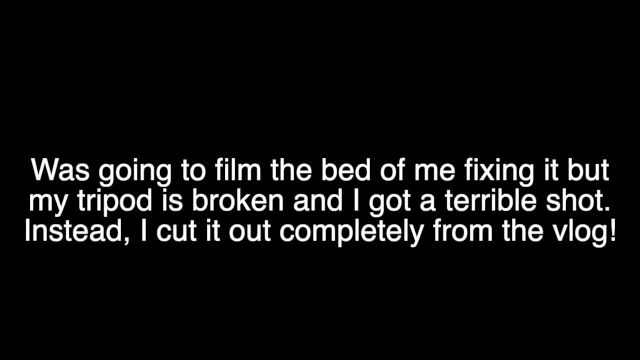 Was going to film the bed of me fixing it but
my tripod is broken and I got a terrible shot.
Instead, I cut it out completely from the vlog!